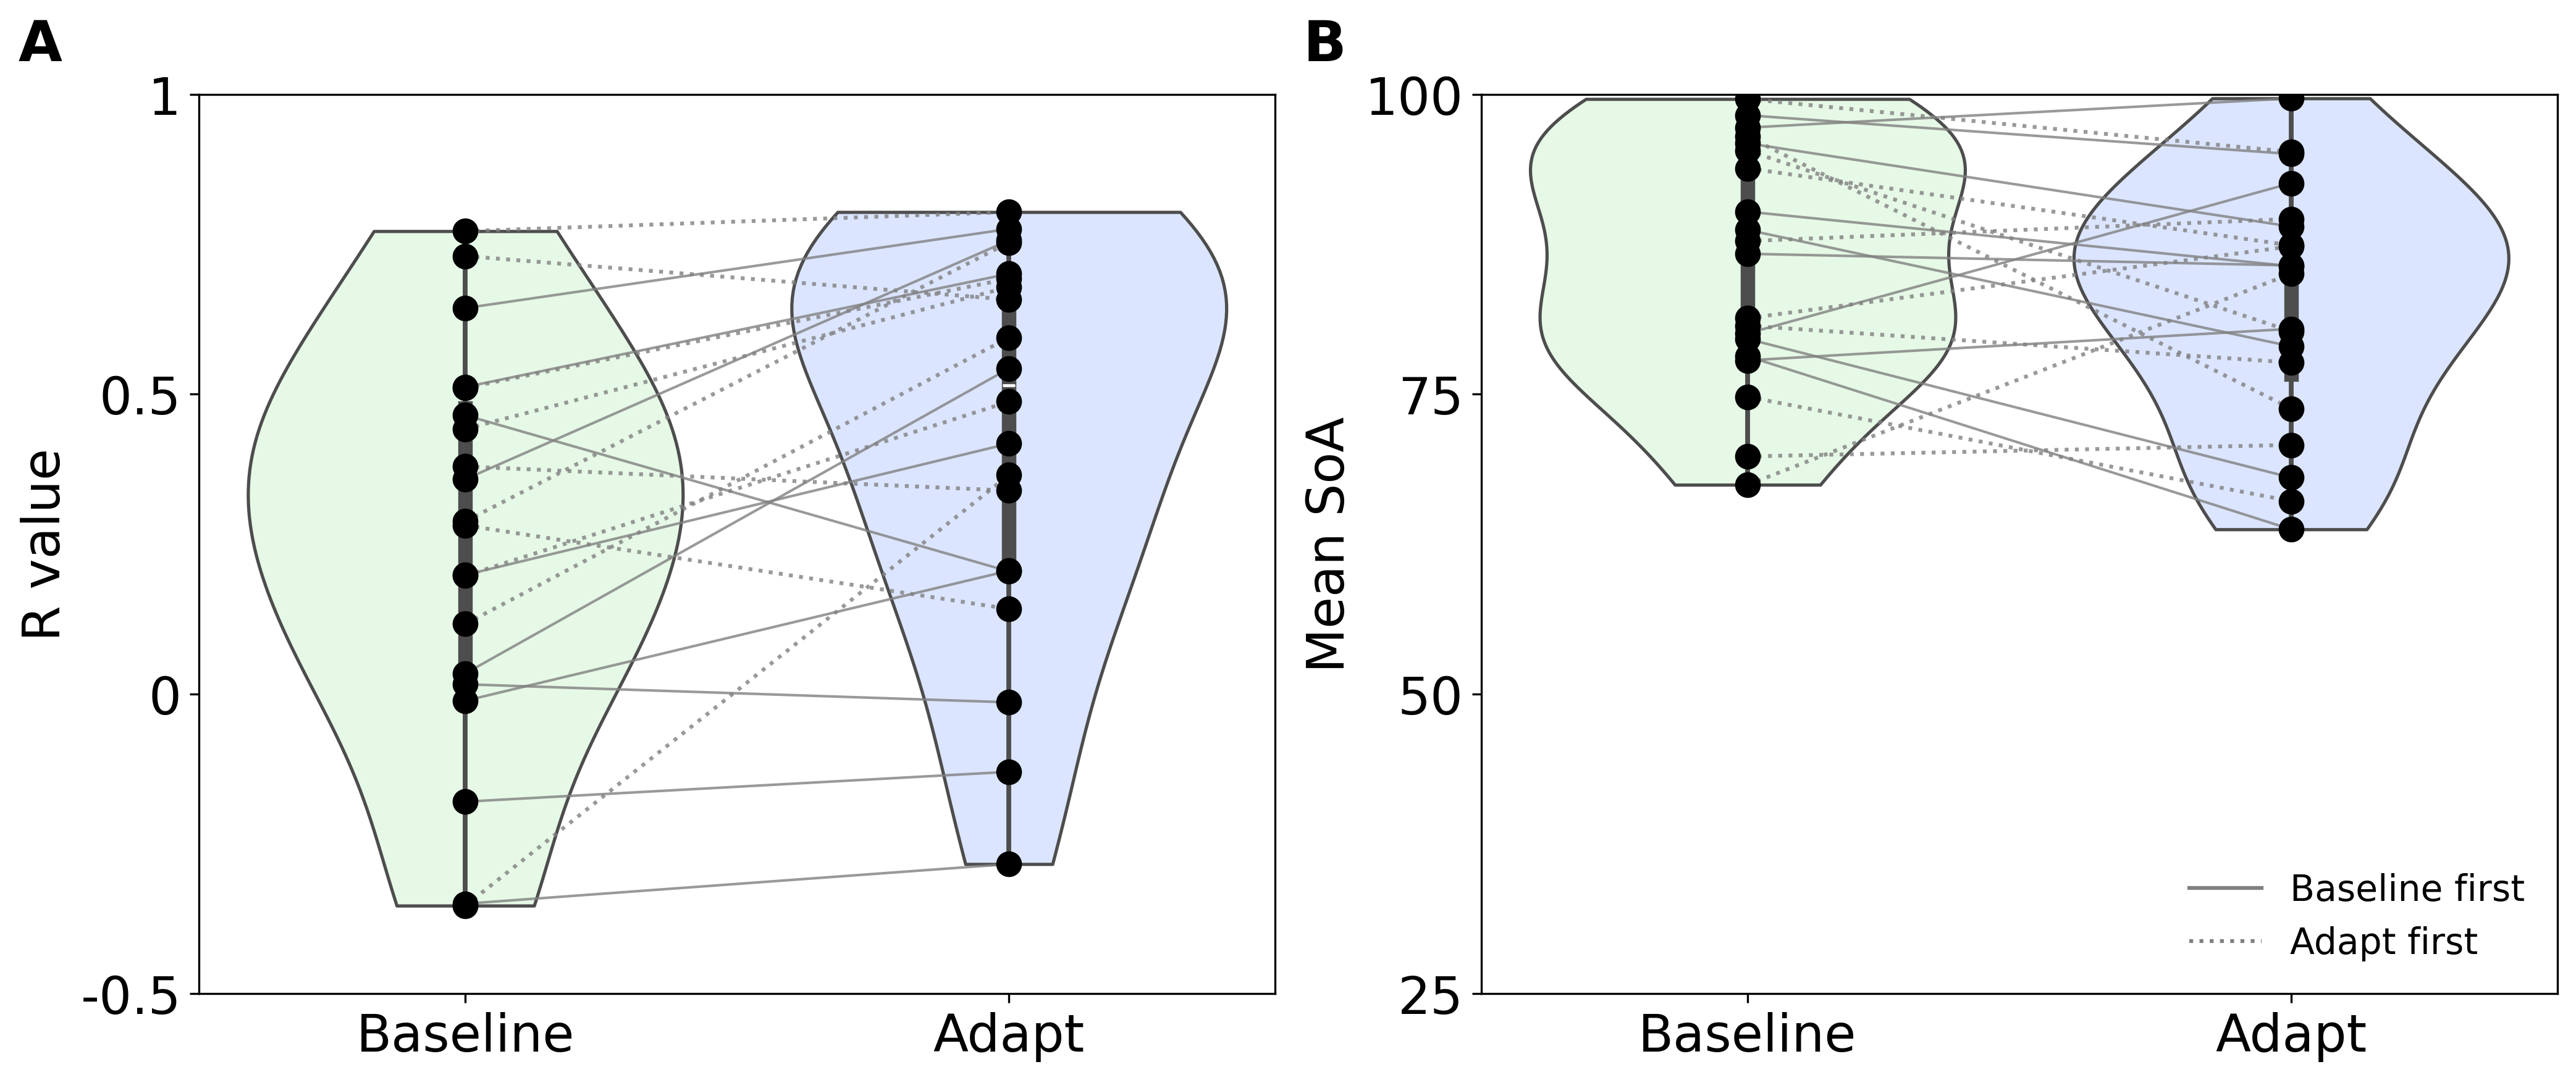 A
R value
1
0.5
0
-0.5
Baseline
Adapt
B
Mean SoA
100
75
50
25
Baseline
Adapt
Baseline first
Adapt first